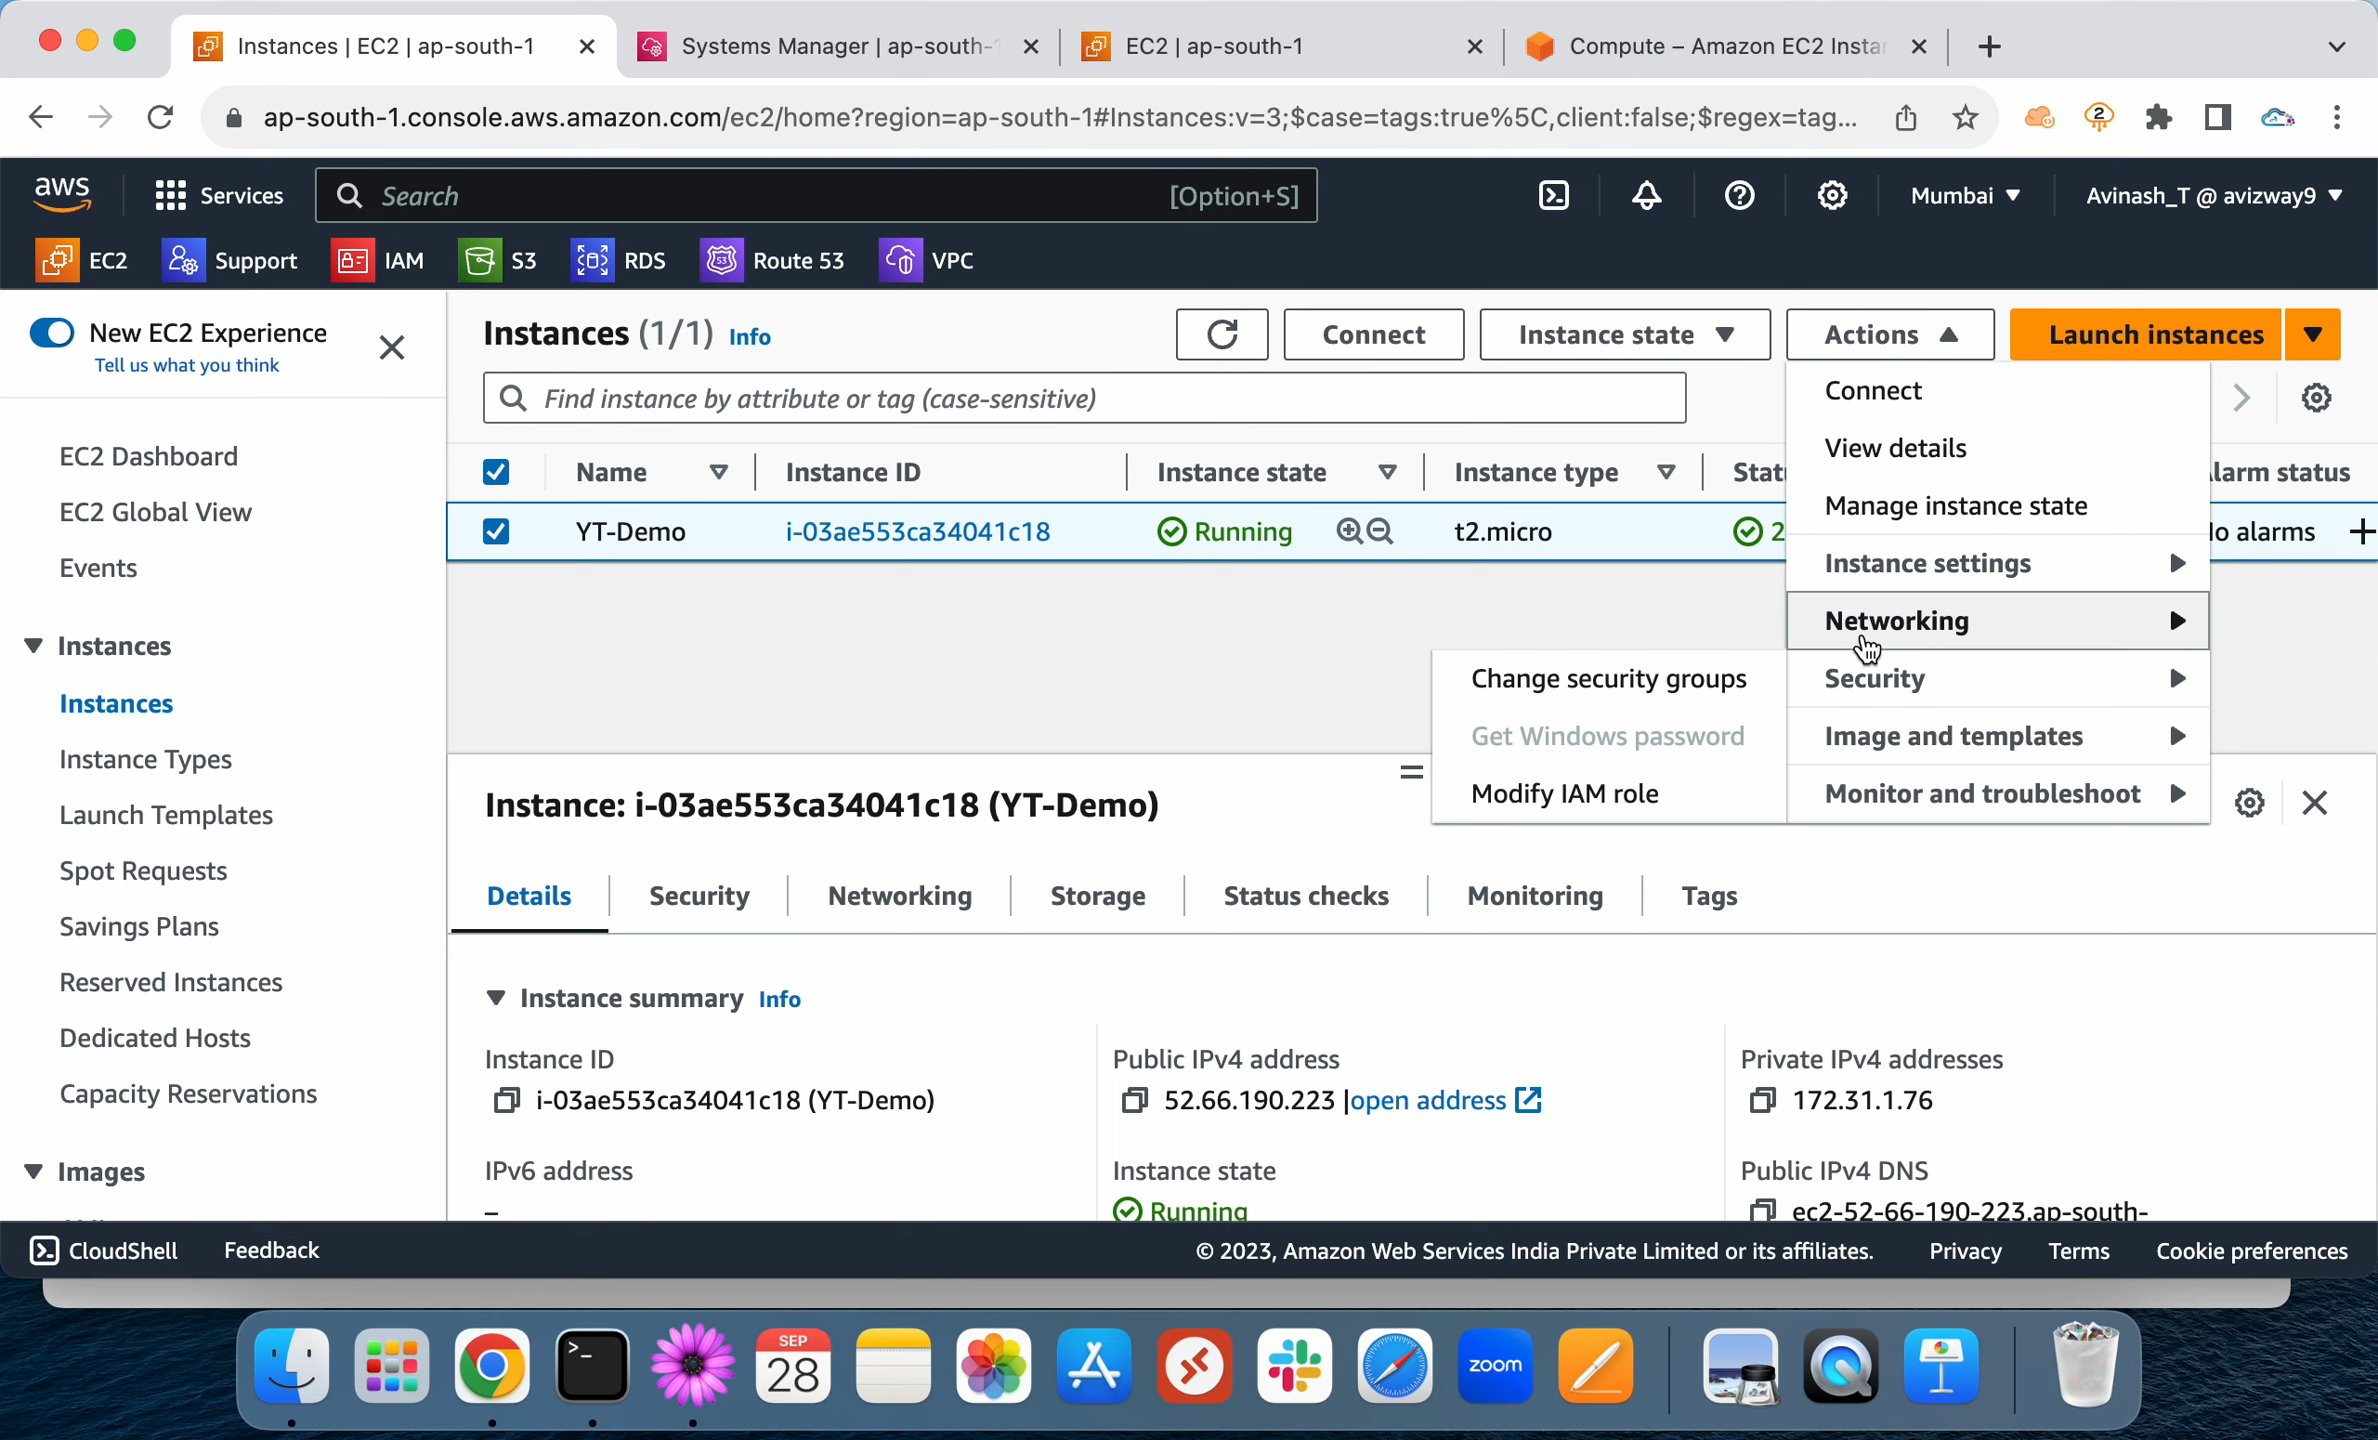 Instances | EC2 | ap-south-1
Systems Manager | ap-south-1
EC2 | ap-south-1
Compute – Amazon EC2 Instan
ap-south-1.console.aws.amazon.com/ec2/home?region=ap-south-1#Instances:v=3;$case=tags:true%5C,client:false;$regex=tag...
2
aws
Services
Search
[Option+S]
Mumbai
Avinash_T @ avizway9
EC2
Support
IAM
S3
RDS
53
Route 53
VPC
New EC2 Experience
Tell us what you think
EC2 Dashboard
EC2 Global View
Events
Instances
Instances
Instance Types
Launch Templates
Spot Requests
Savings Plans
Reserved Instances
Dedicated Hosts
Capacity Reservations
Images
Instances (1/1) Info
Connect
Instance state
Actions
Launch instances
Find instance by attribute or tag (case-sensitive)
Name
Instance ID
Instance state
Instance type
Stat
larm status
YT-Demo
i-03ae553ca34041c18
Running
t2.micro
2
lo alarms
Connect
View details
Manage instance state
Instance settings
Networking
Security
Image and templates
Monitor and troubleshoot
Change security groups
Get Windows password
Modify IAM role
Instance: i-03ae553ca34041c18 (YT-Demo)
Details
Security
Networking
Storage
Status checks
Monitoring
Tags
Instance summary Info
Instance ID
i-03ae553ca34041c18 (YT-Demo)
Public IPv4 address
52.66.190.223 |open address
Private IPv4 addresses
172.31.1.76
IPv6 address
–
Instance state
Running
Public IPv4 DNS
ec2-52-66-190-223.ap-south-
CloudShell
Feedback
© 2023, Amazon Web Services India Private Limited or its affiliates.
Privacy
Terms
Cookie preferences
SEP
28
zoom